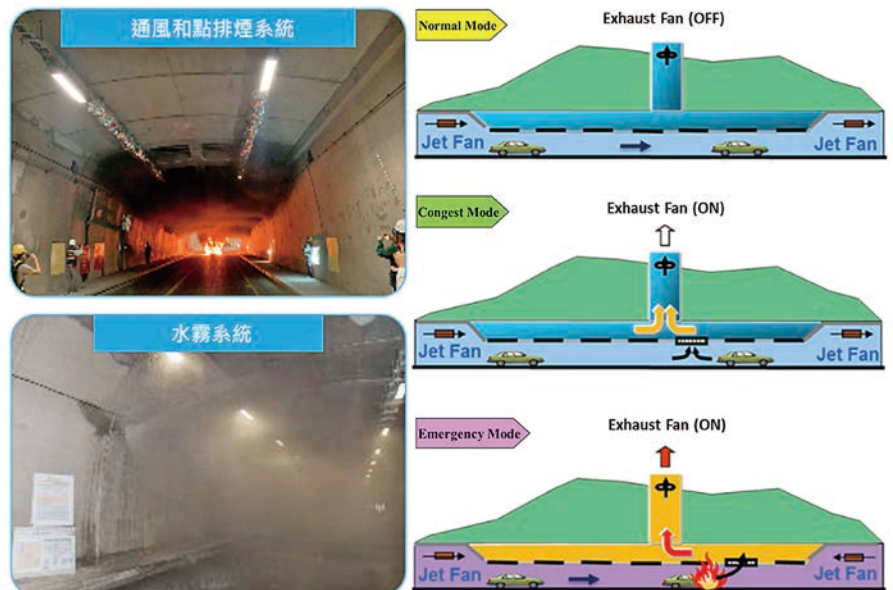 通風和點排煙系統
水霧系統
Normal Mode
Exhaust Fan (OFF)
Jet Fan
Jet Fan
Congest Mode
Exhaust Fan (ON)
Jet Fan
Jet Fan
Emergency Mode
Exhaust Fan (ON)
Jet Fan
Jet Fan